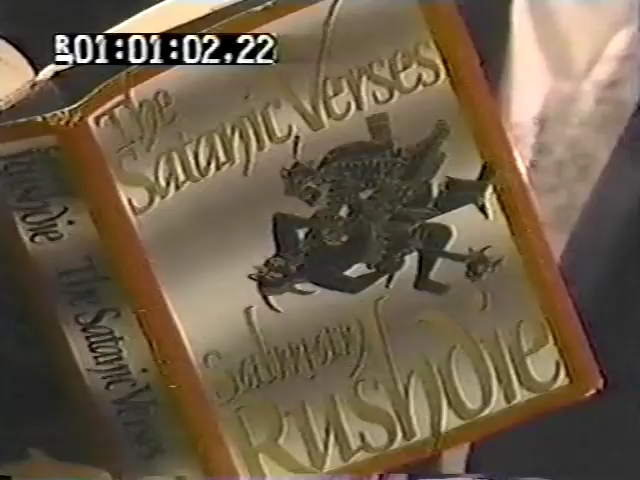 R01:01:02.22
The
Satanic Verses
Salman
Rushdie
Rushdie
The Satanic Verses